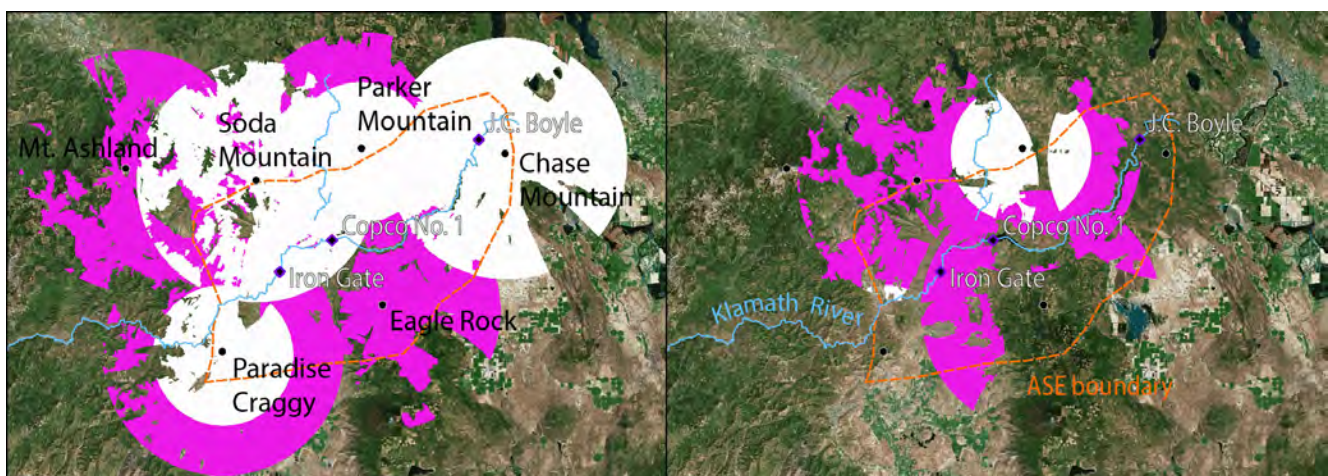 Parker
Mountain
Soda
Mountain
J.C. Boyle
Mt. Ashland
Chase
Mountain
Copco No. 1
Iron Gate
Eagle Rock
Paradise
Craggy
J.C. Boyle
Copco No. 1
Iron Gate
Klamath River
ASE boundary